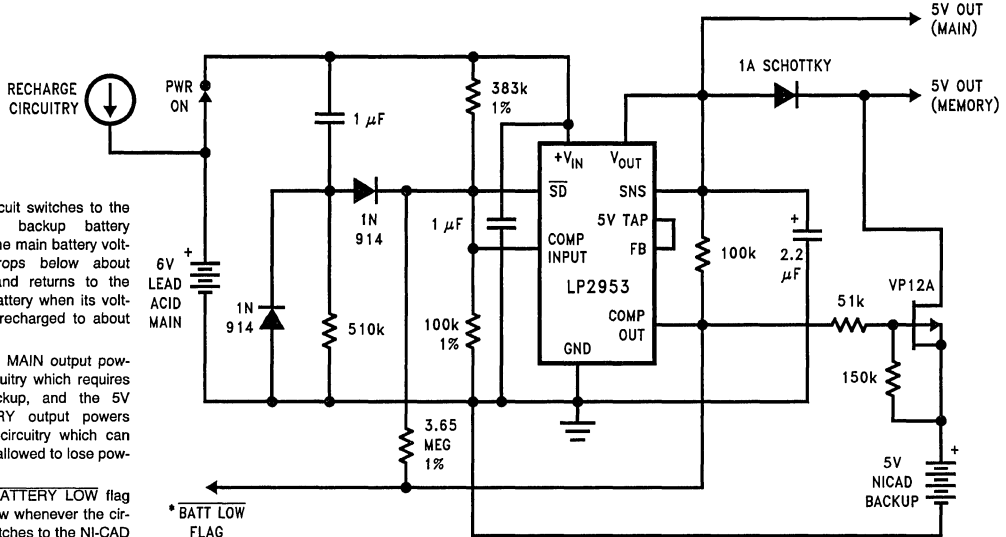 5V OUT
(MAIN)
1A SCHOTTKY
5V OUT
(MEMORY)
RECHARGE
CIRCUITRY
PWR
ON
383k
1%
1 μF
+VIN
VOUT
SD
SNS
5V TAP
FB
COMP
INPUT
LP2953
COMP
OUT
GND
1N
914
1 μF
100k
+
2.2
μF
cuit switches to the
backup battery
he main battery volt-
rops below about
and returns to the
attery when its volt-
recharged to about
+
6V
LEAD
ACID
MAIN
1N
914
510k
100k
1%
51k
VP12A
150k
MAIN output pow-
cuitry which requires
ckup, and the 5V
RY output powers
circuitry which can
allowed to lose pow-
3.65
MEG
1%
+
5V
NICAD
BACKUP
ATTERY LOW flag
w whenever the cir-
tches to the NI-CAD
*BATT LOW
FLAG